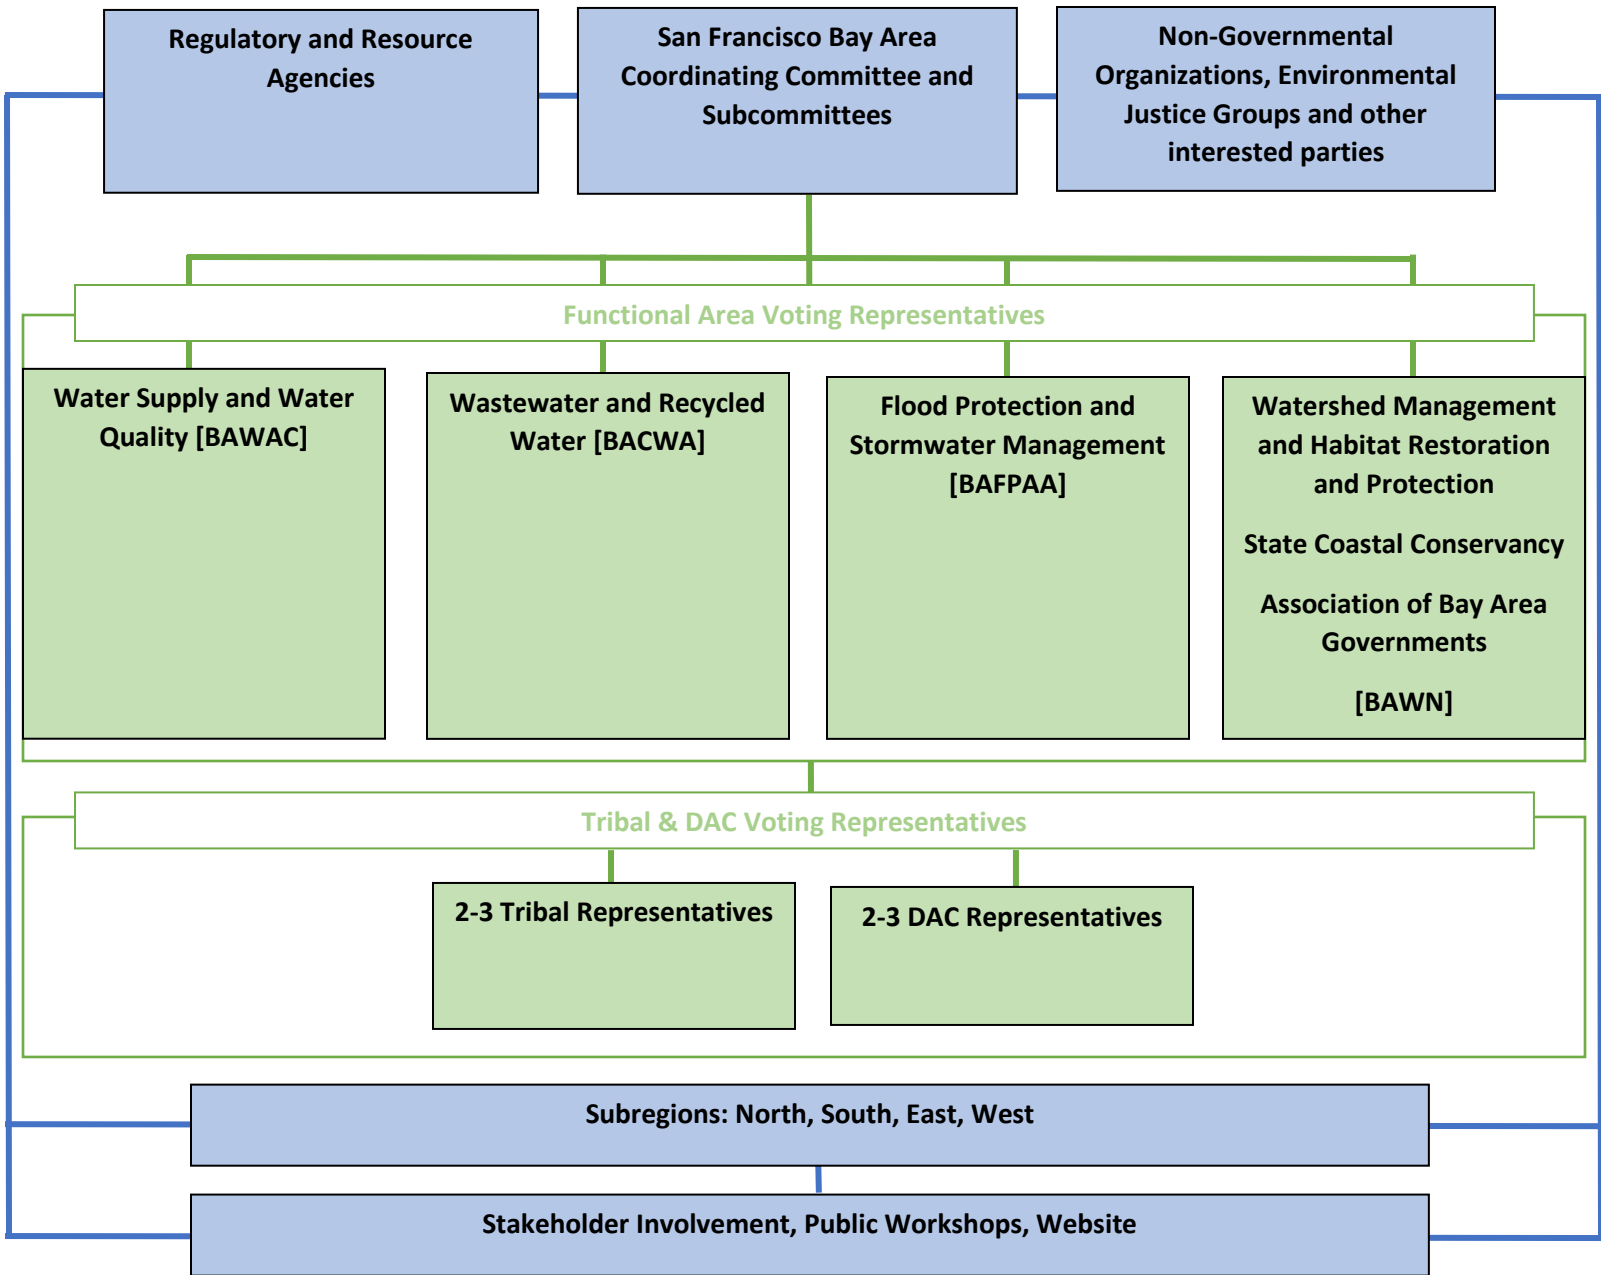 Regulatory and Resource
Agencies
San Francisco Bay Area
Coordinating Committee and
Subcommittees
Non-Governmental
Organizations, Environmental
Justice Groups and other
interested parties
Functional Area Voting Representatives
Water Supply and Water
Quality [BAWAC]
Wastewater and Recycled
Water [BACWA]
Flood Protection and
Stormwater Management
[BAFPAA]
Watershed Management
and Habitat Restoration
and Protection
State Coastal Conservancy
Association of Bay Area
Governments
[BAWN]
Tribal & DAC Voting Representatives
2-3 Tribal Representatives
2-3 DAC Representatives
Subregions: North, South, East, West
Stakeholder Involvement, Public Workshops, Website